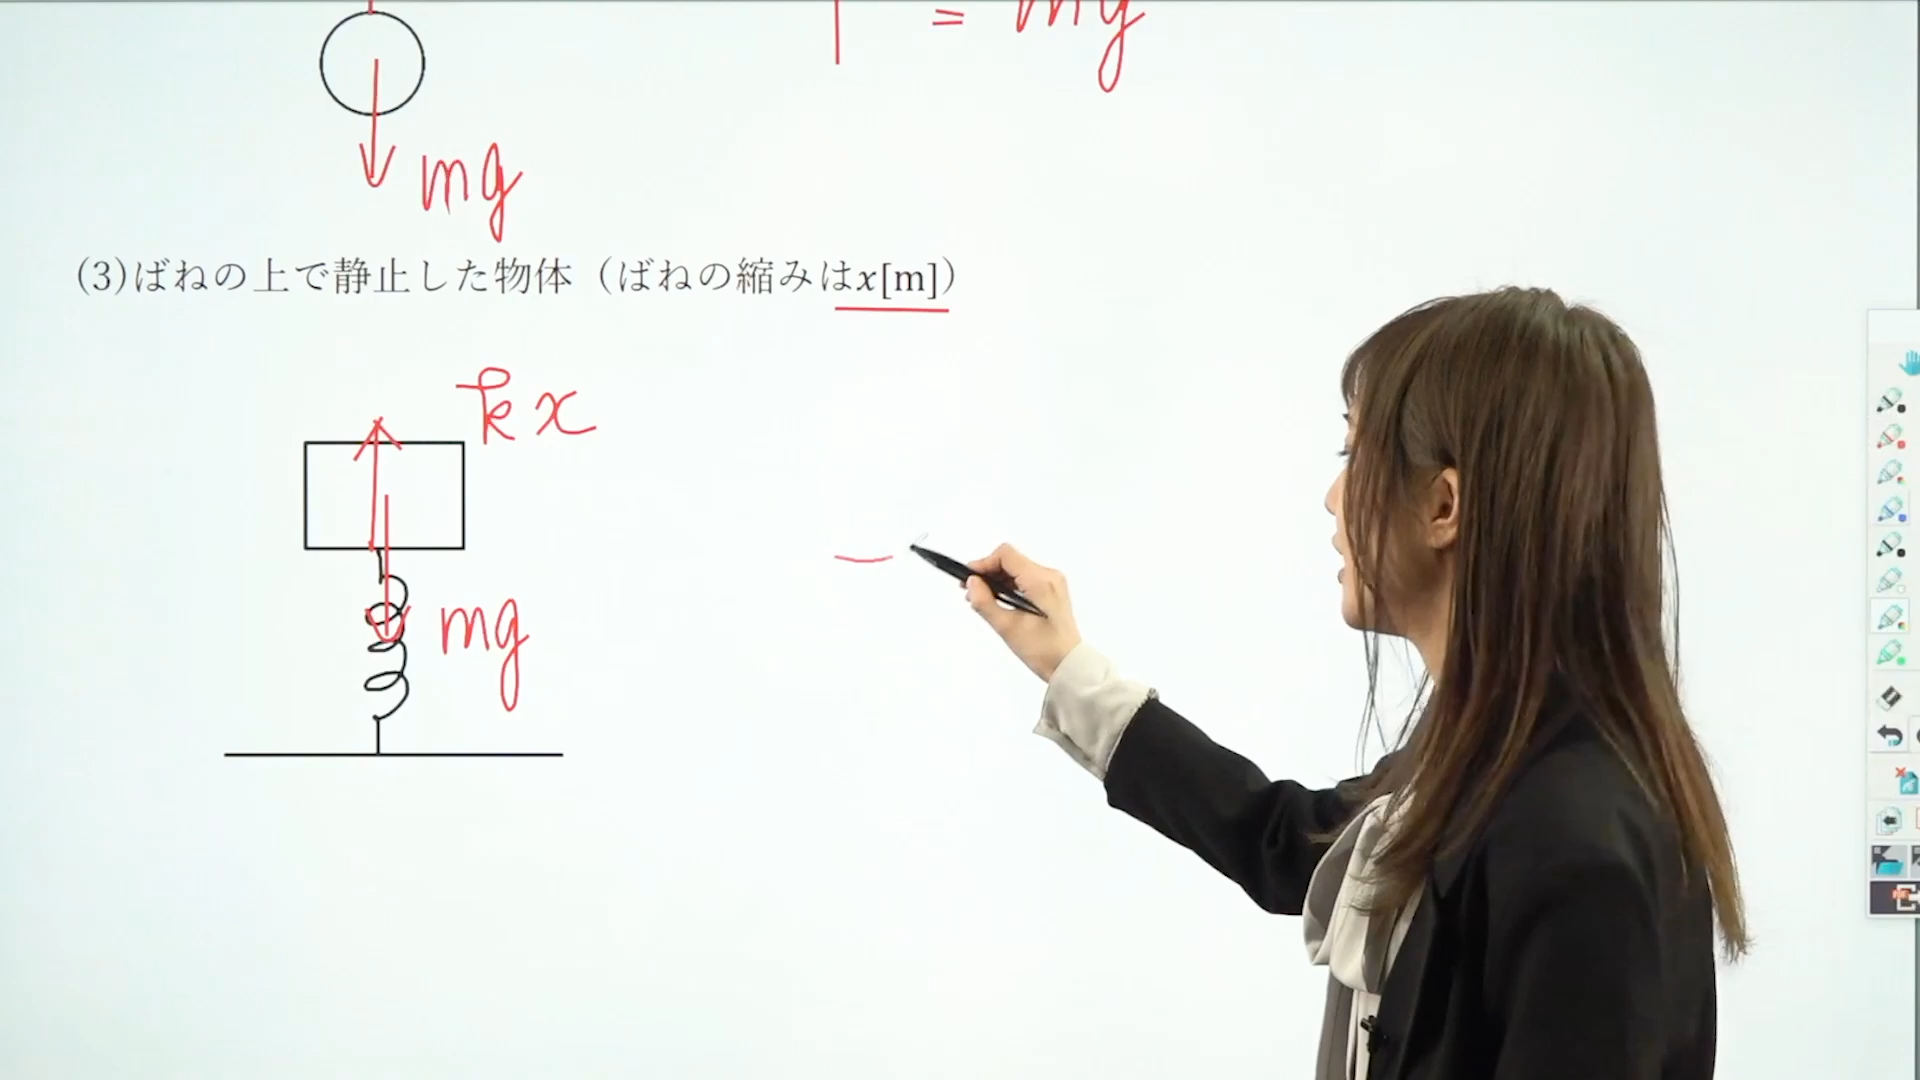 = mg
mg
(3)ばねの上で静止した物体（ばねの縮みはx[m]）
kx
mg